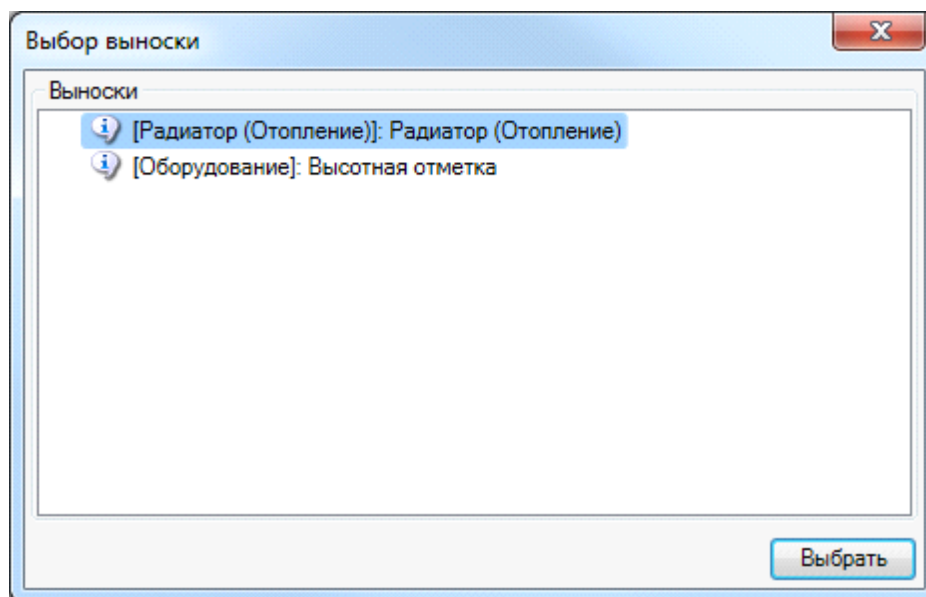 Выбор выноски
Выноски
[Радиатор (Отопление)]: Радиатор (Отопление)
[Оборудование]: Высотная отметка
Выбрать